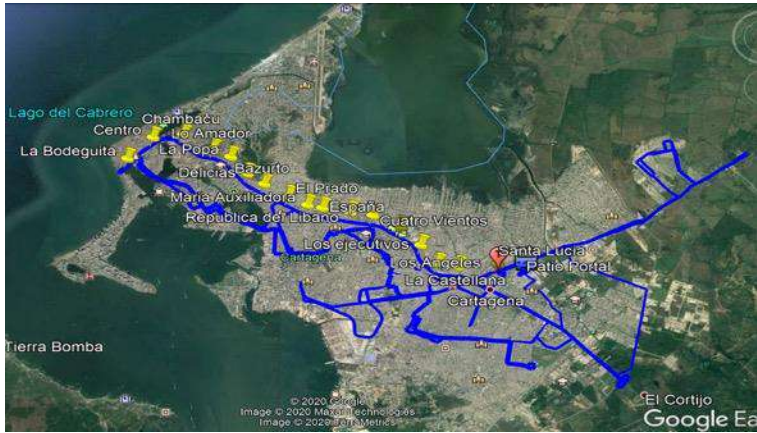 Lago del Cabrero
Chambacu
Centro
Lo Amador
La Bodeguita
La Popa
Delicias
Bazurto
Maria Auxiliadora
El Prado
República del Libano
España
Cuatro Vientos
Los ejecutivos
Cartagena
Los Angeles
Santa Lucia
Patio Portal
La Castellana
Cartagena
Tierra Bomba
El Cortijo
© 2020 Google
Image © 2020 Maxar Technologies
Image © 2020 TerraMetrics
Google Ea